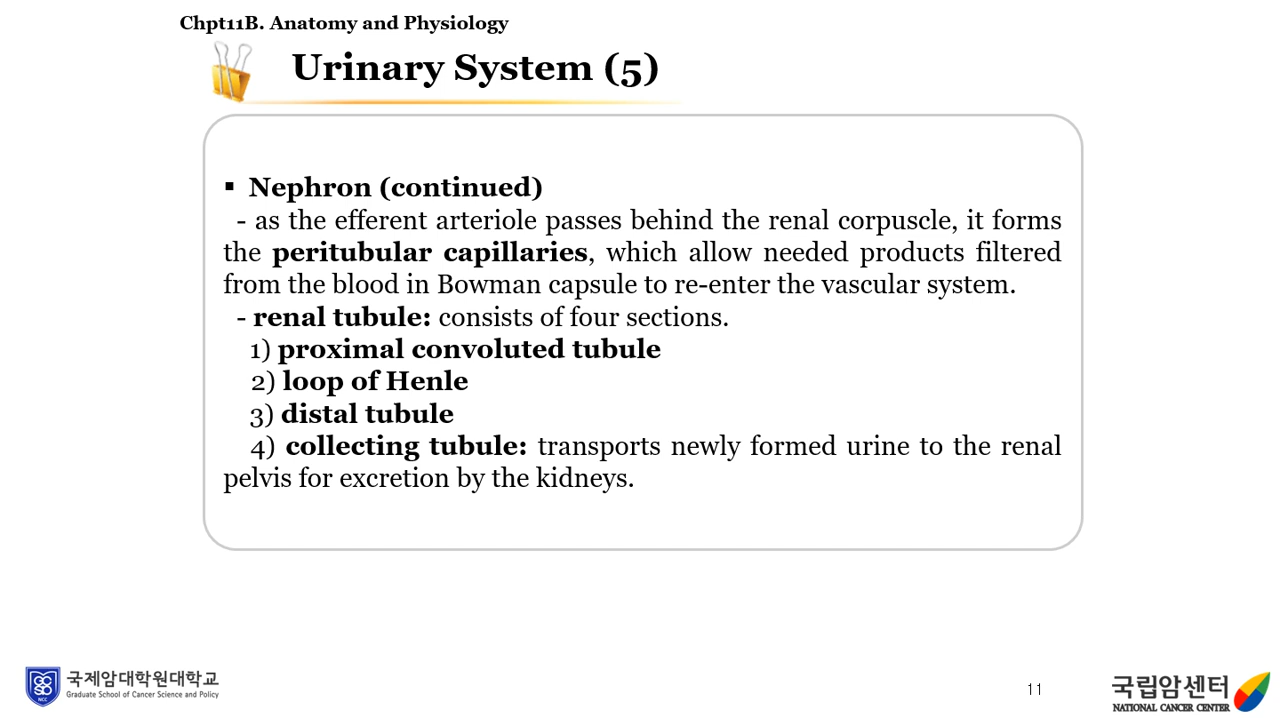 Chpt11B. Anatomy and Physiology
Urinary System (5)
▪ Nephron (continued)
- as the efferent arteriole passes behind the renal corpuscle, it forms
the peritubular capillaries, which allow needed products filtered
from the blood in Bowman capsule to re-enter the vascular system.
- renal tubule: consists of four sections.
1) proximal convoluted tubule
2) loop of Henle
3) distal tubule
4) collecting tubule: transports newly formed urine to the renal
pelvis for excretion by the kidneys.
국제암대학원대학교
Graduate School of Cancer Science and Policy
NCC
11
국립암센터
NATIONAL CANCER CENTER